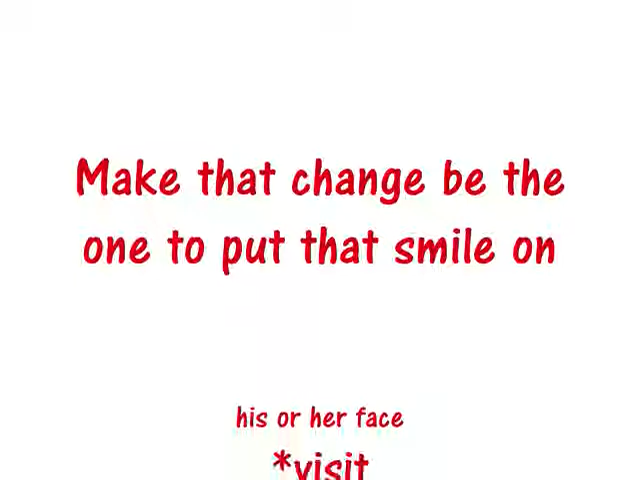 Make that change be the
one to put that smile on
his or her face
*visit